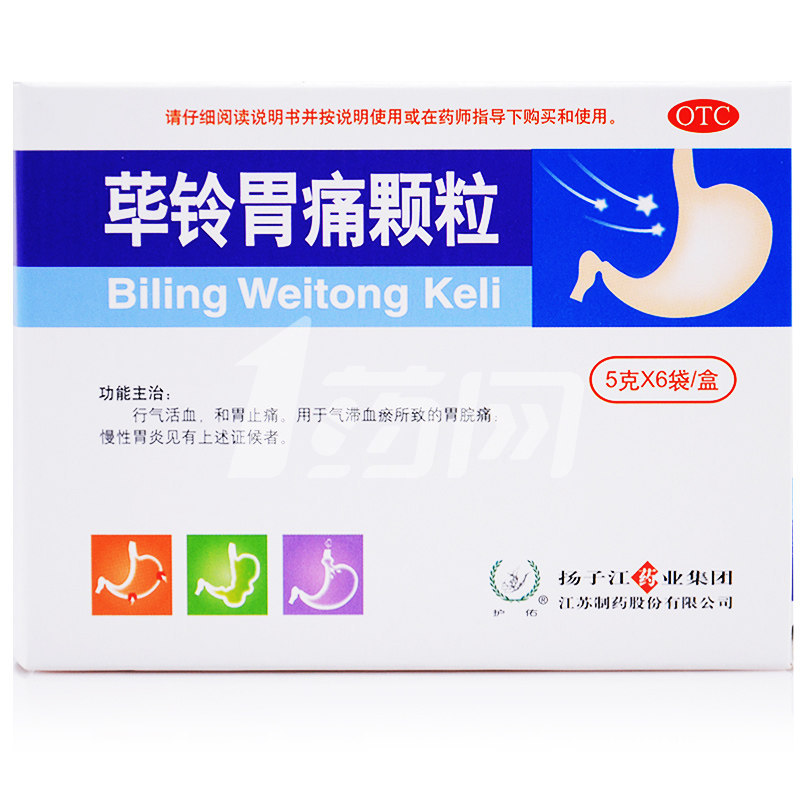 请仔细阅读说明书并按说明使用或在药师指导下购买和使用。
OTC
荜铃胃痛颗粒
Biling Weitong Keli
5克X6袋/盒
功能主治：
行气活血，和胃止痛。用于气滞血瘀所致的胃脘痛；
慢性胃炎见有上述证候者。
1药网
护佑®
扬子江药业集团
江苏制药股份有限公司